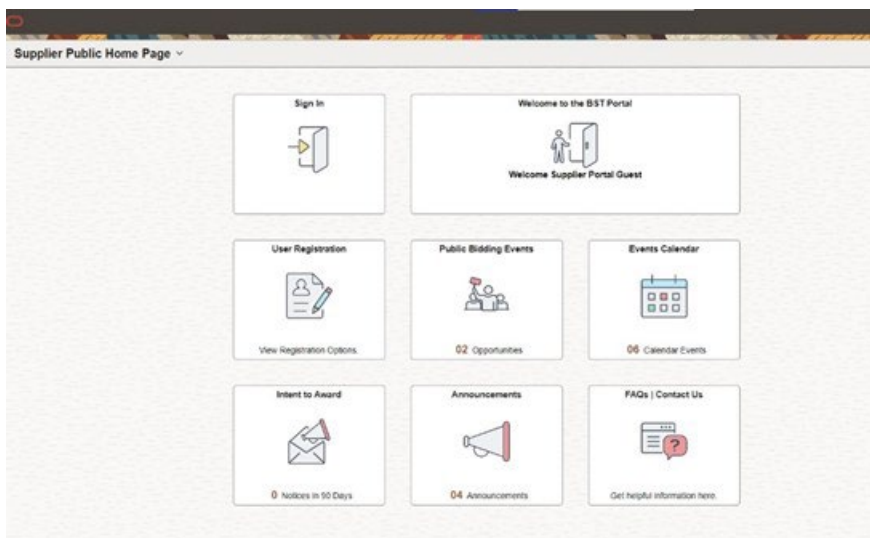 Supplier Public Home Page
Sign In
Welcome to the BST Portal
Welcome Supplier Portal Guest
User Registration
View Registration Options.
Public Bidding Events
02 Opportunities
Events Calendar
06 Calendar Events
Intent to Award
0 Notices in 90 Days
Announcements
04 Announcements
FAQs | Contact Us
?
Get helpful information here.